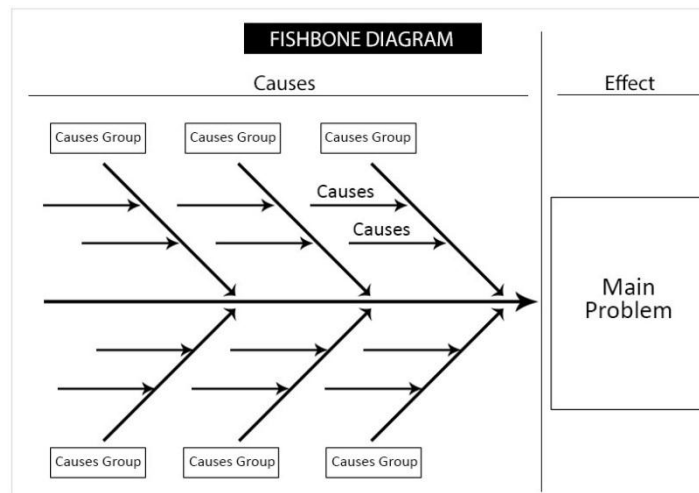 FISHBONE DIAGRAM
Causes
Effect
Causes Group
Causes Group
Causes Group
Causes
Causes
Main
Problem
Causes Group
Causes Group
Causes Group